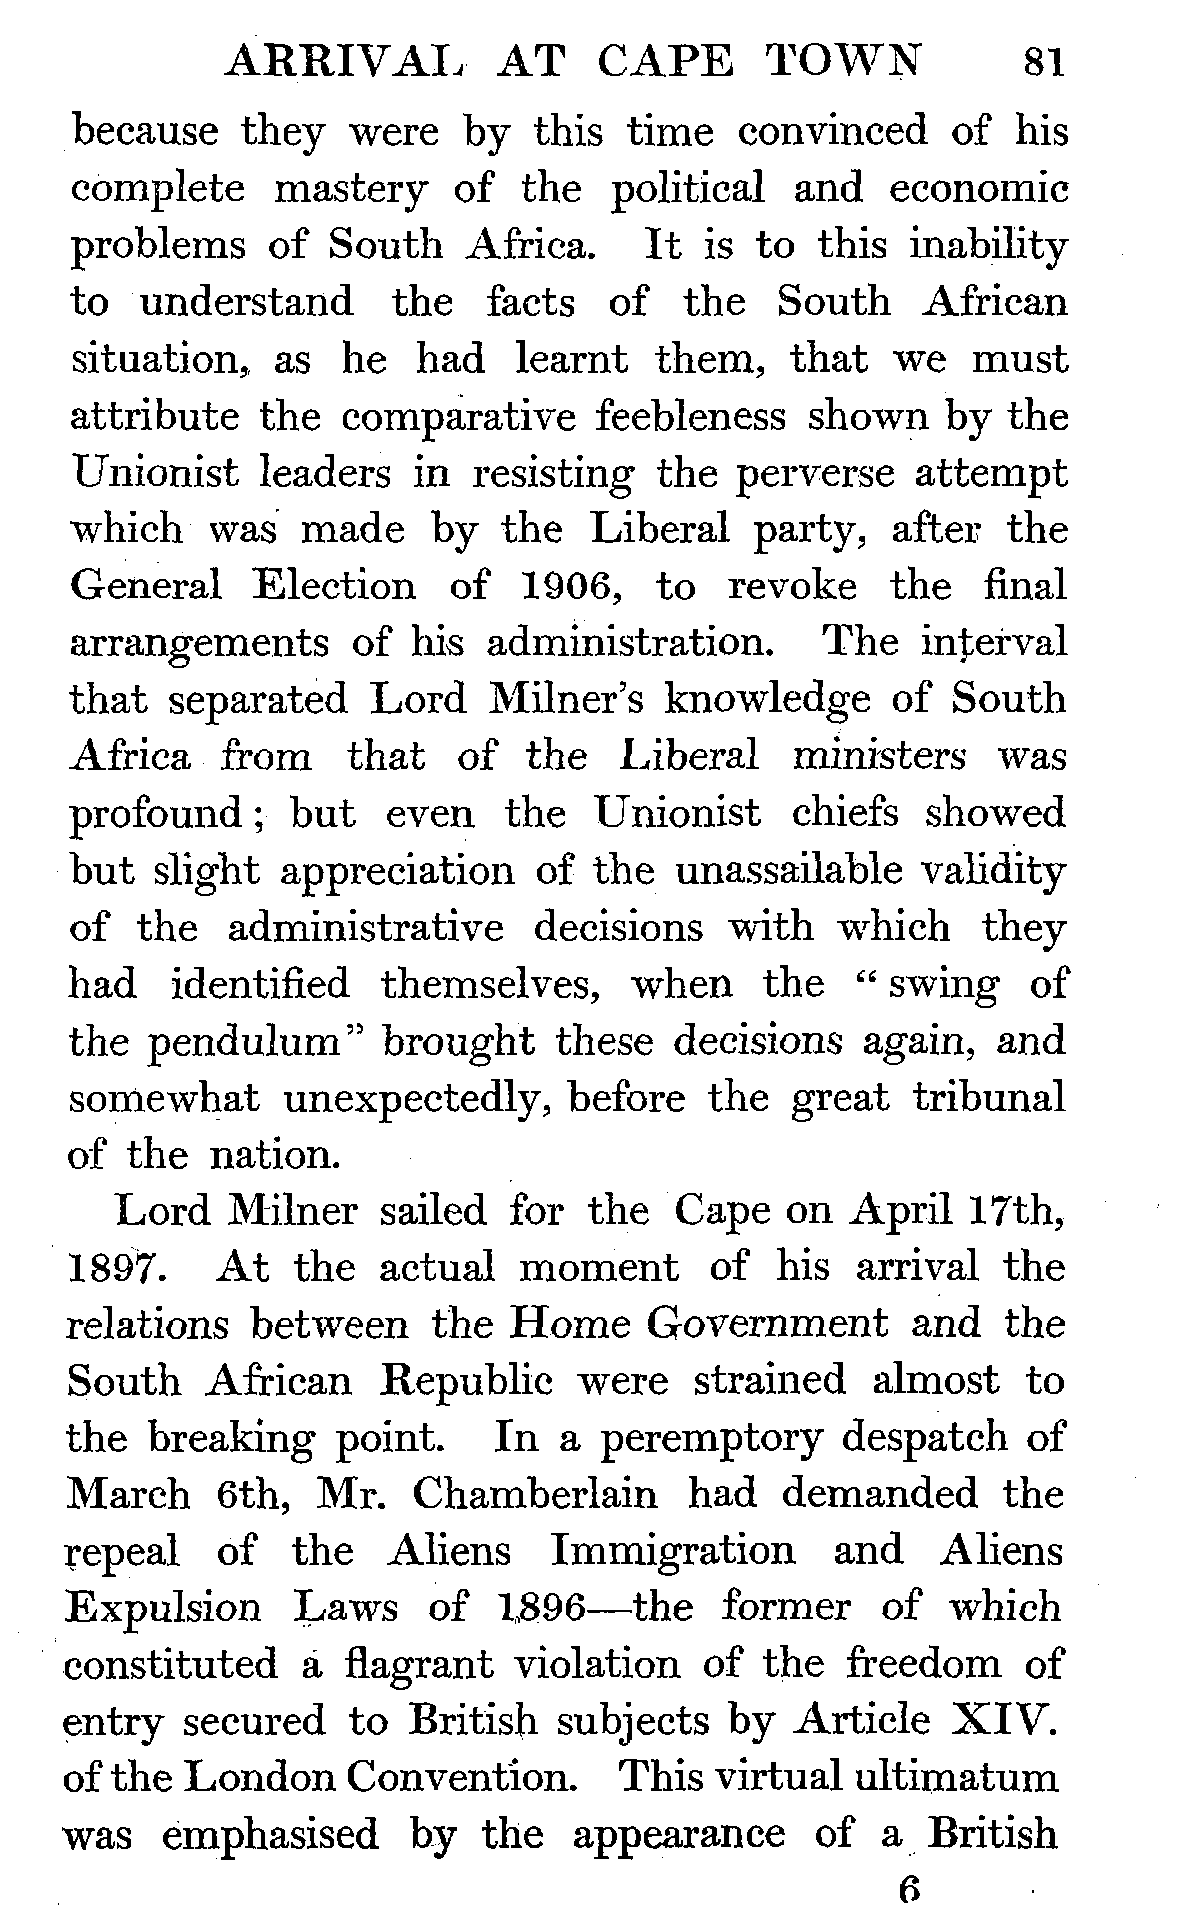 ARRIVAL AT CAPE TOWN 81
because they were by this time convinced of his
complete mastery of the political and economic
problems of South Africa. It is to this inability
to understand the facts of the South African
situation, as he had learnt them, that we must
attribute the comparative feebleness shown by the
Unionist leaders in resisting the perverse attempt
which was made by the Liberal party, after the
General Election of 1906, to revoke the final
arrangements of his administration. The interval
that separated Lord Milner's knowledge of South
Africa from that of the Liberal ministers was
profound; but even the Unionist chiefs showed
but slight appreciation of the unassailable validity
of the administrative decisions with which they
had identified themselves, when the "swing of
the pendulum" brought these decisions again, and
somewhat unexpectedly, before the great tribunal
of the nation.
Lord Milner sailed for the Cape on April 17th,
1897. At the actual moment of his arrival the
relations between the Home Government and the
South African Republic were strained almost to
the breaking point. In a peremptory despatch of
March 6th, Mr. Chamberlain had demanded the
repeal of the Aliens Immigration and Aliens
Expulsion Laws of 1896—the former of which
constituted a flagrant violation of the freedom of
entry secured to British subjects by Article XIV.
of the London Convention. This virtual ultimatum
was emphasised by the appearance of a British
6